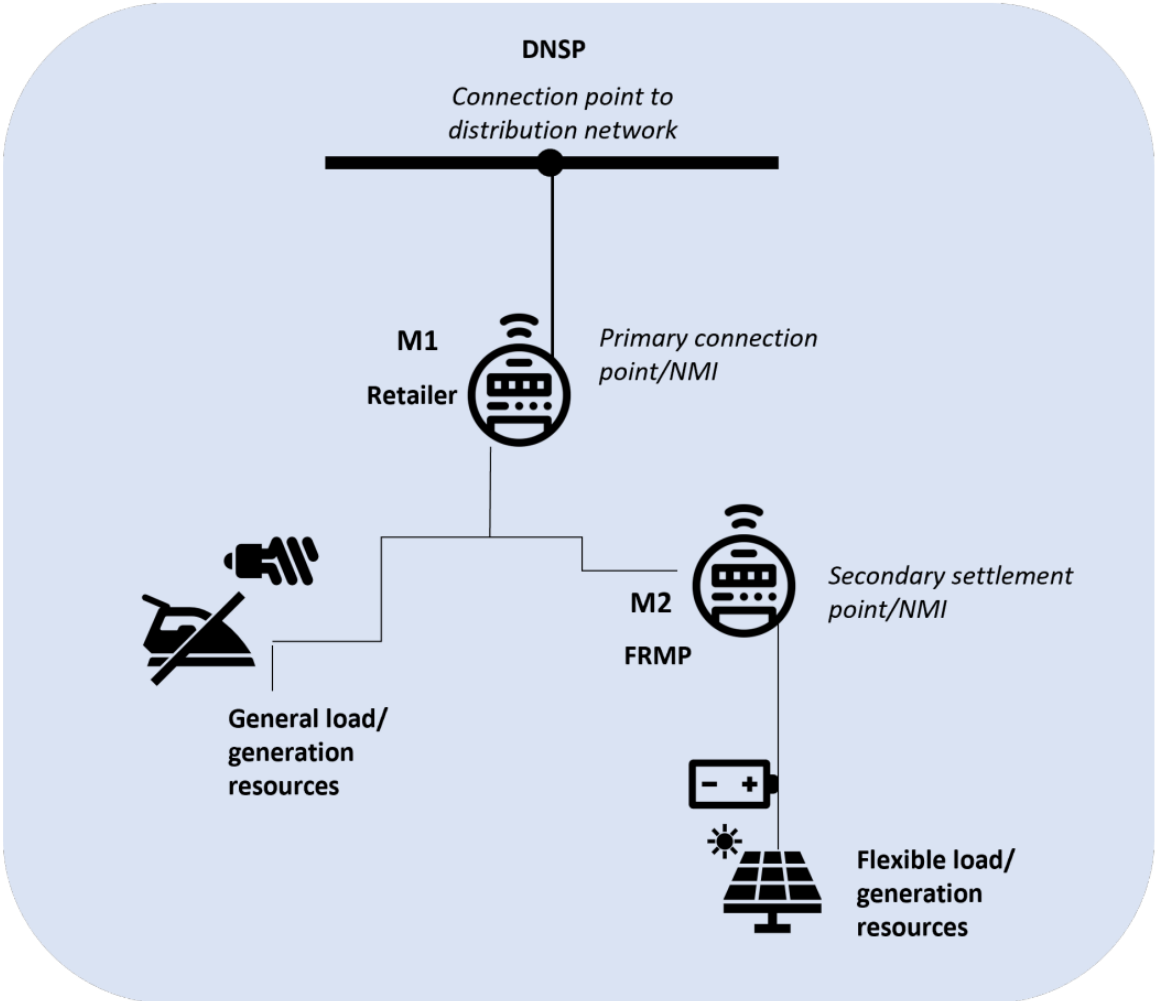 DNSP
Connection point to
distribution network
M1
Retailer
Primary connection
point/NMI
M2
FRMP
Secondary settlement
point/NMI
General load/
generation
resources
Flexible load/
generation
resources